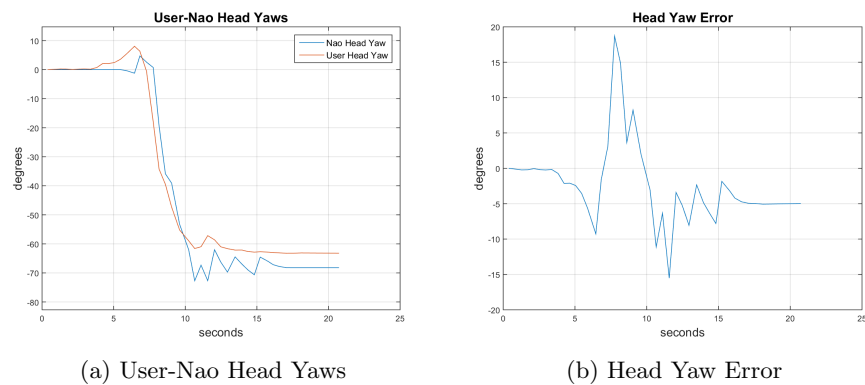 User-Nao Head Yaws
Nao Head Yaw
User Head Yaw
degrees
10
0
-10
-20
-30
-40
-50
-60
-70
-80
0 5 10 15 20 25
seconds
(a) User-Nao Head Yaws
Head Yaw Error
degrees
20
15
10
5
0
-5
-10
-15
-20
0 5 10 15 20 25
seconds
(b) Head Yaw Error